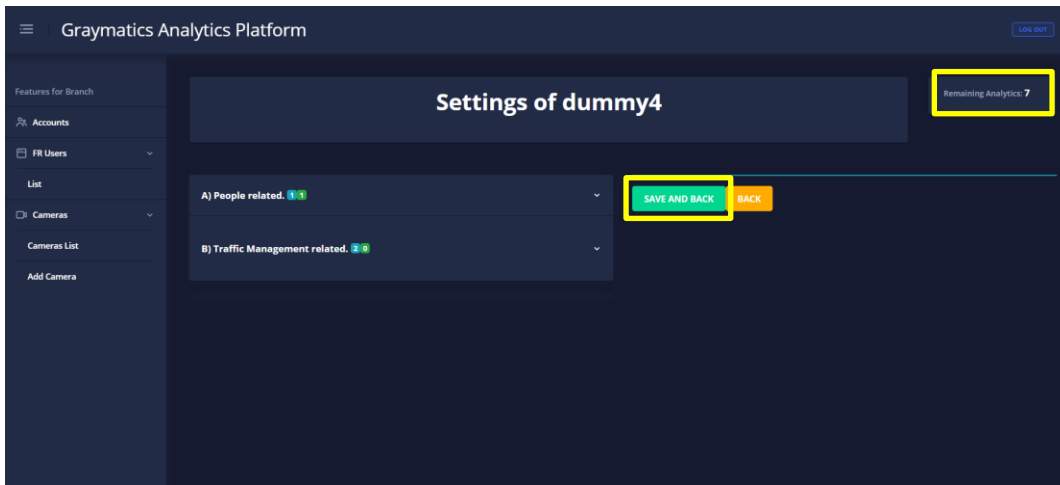 Graymatics Analytics Platform
LOG OUT
Features for Branch
Accounts
FR Users
List
Cameras
Cameras List
Add Camera
Settings of dummy4
Remaining Analytics: 7
A) People related. 1 1
B) Traffic Management related. 2 0
SAVE AND BACK
BACK